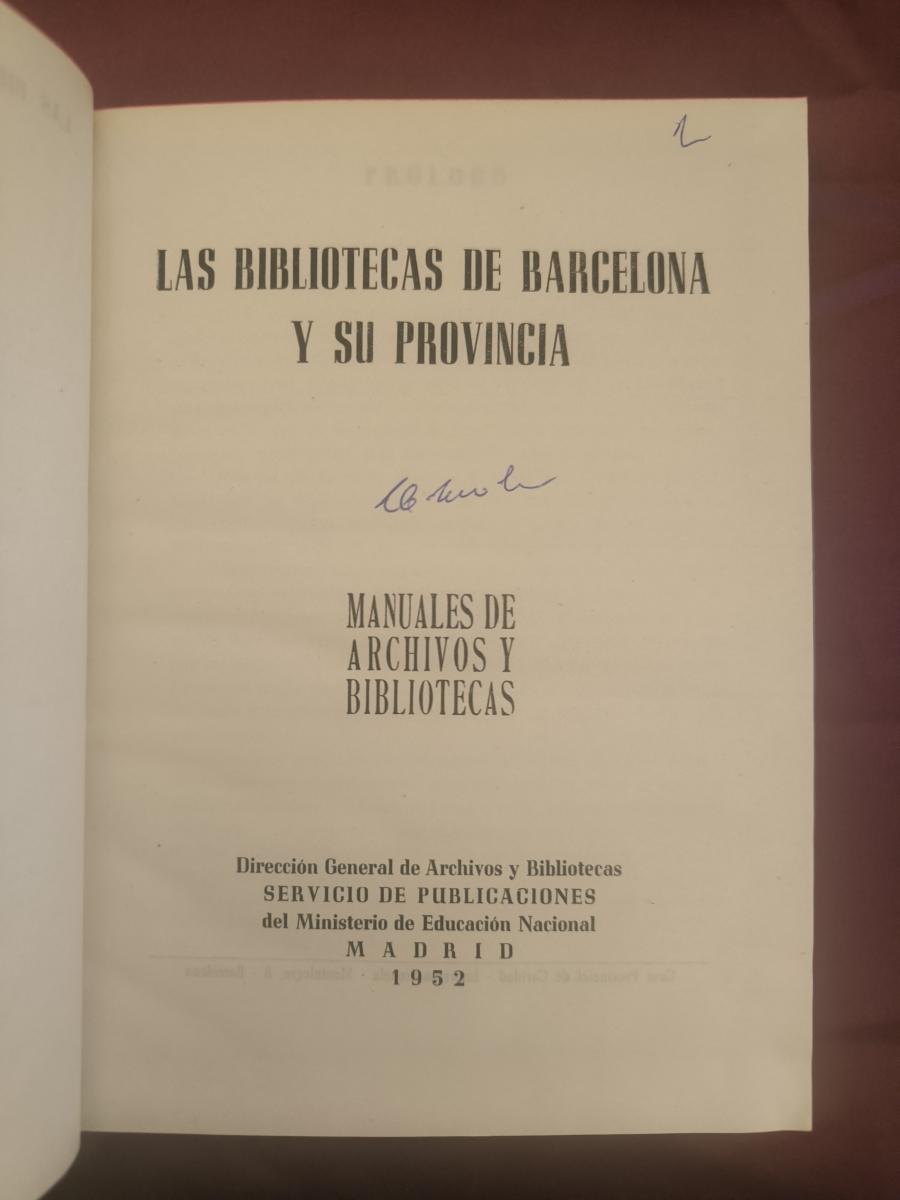 LAS BIBLIOTECAS DE BARCELONA
Y SU PROVINCIA
MANUALES DE
ARCHIVOS Y
BIBLIOTECAS
Dirección General de Archivos y Bibliotecas
SERVICIO DE PUBLICACIONES
del Ministerio de Educación Nacional
MADRID
1952